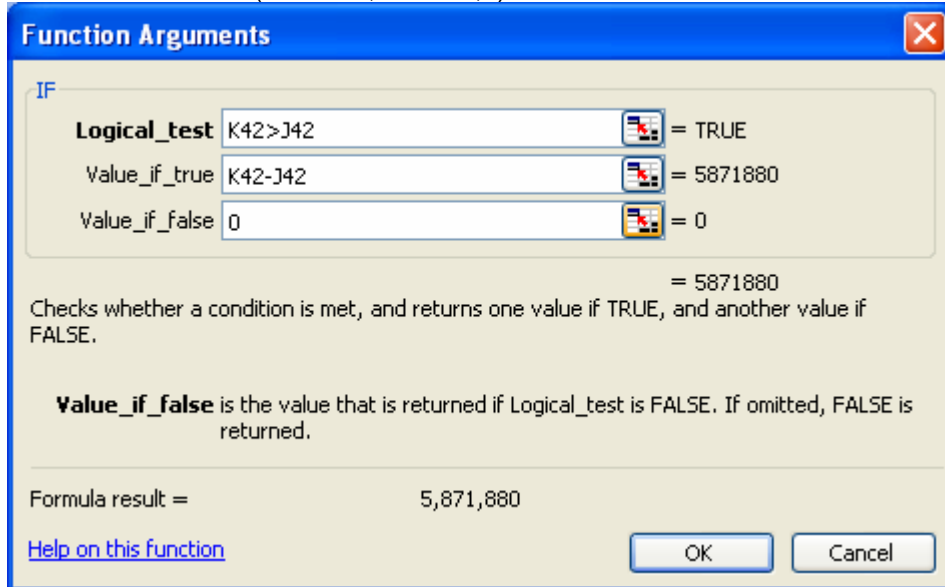 Function Arguments
IF
Logical_test K42>J42 = TRUE
Value_if_true K42-J42 = 5871880
Value_if_false 0 = 0
= 5871880
Checks whether a condition is met, and returns one value if TRUE, and another value if
FALSE.
Value_if_false is the value that is returned if Logical_test is FALSE. If omitted, FALSE is
returned.
Formula result = 5,871,880
Help on this function OK Cancel